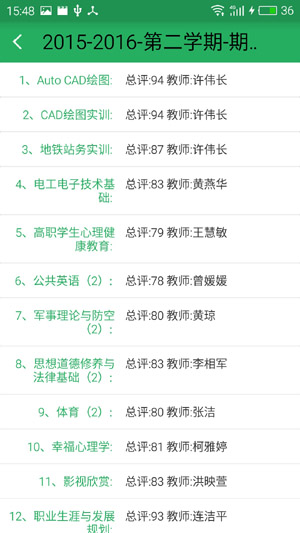 15:48
4G
36
2015-2016-第二学期-期..
1、Auto CAD绘图: 总评:94 教师:许伟长
2、CAD绘图实训: 总评:94 教师:许伟长
3、地铁站务实训: 总评:87 教师:许伟长
4、电工电子技术基 总评:83 教师:黄燕华
础:
5、高职学生心理健 总评:79 教师:王慧敏
康教育:
6、公共英语（2）: 总评:78 教师:曾媛媛
7、军事理论与防空 总评:80 教师:黄琼
（2）:
8、思想道德修养与 总评:83 教师:李相军
法律基础（2）:
9、体育（2）: 总评:80 教师:张洁
10、幸福心理学: 总评:81 教师:柯雅婷
11、影视欣赏: 总评:83 教师:洪映萱
12、职业生涯与发展 总评:93 教师:连洁平
规划: